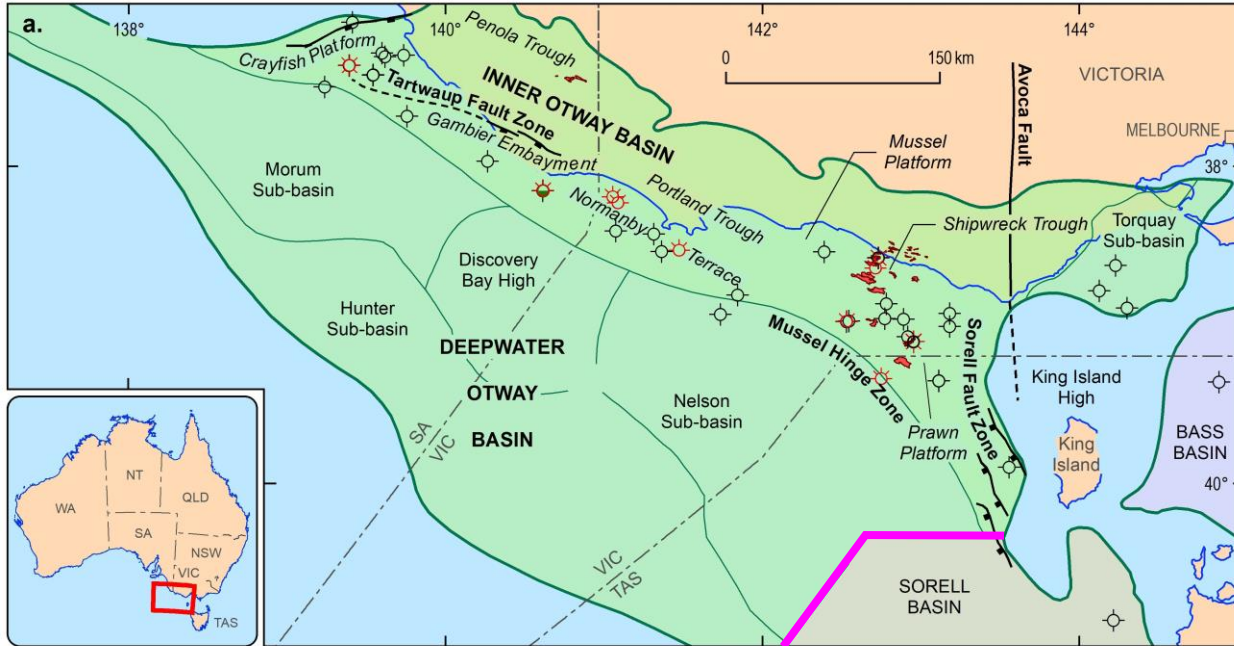 a.
138°
140°
142°
144°
Crayfish Platform
Penola Trough
0
150 km
VICTORIA
Tartwaup Fault Zone
INNER OTWAY BASIN
Avoca Fault
MELBOURNE
38°
Gambier Embayment
Mussel
Platform
Morum
Sub-basin
Portland Trough
Shipwreck Trough
Torquay
Sub-basin
Normanby Terrace
Discovery
Bay High
Hunter
Sub-basin
DEEPWATER
OTWAY
BASIN
Mussel Hinge Zone
Sorell Fault Zone
King Island
High
Nelson
Sub-basin
Prawn
Platform
King
Island
BASS
BASIN
40°
SA
VIC
VIC
TAS
SORELL
BASIN
WA
NT
SA
QLD
NSW
VIC
TAS